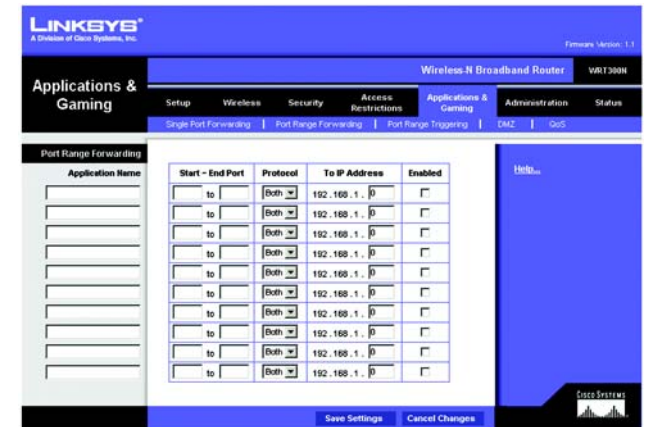 LINKSYS®
A Division of Cisco Systems, Inc.
Firmware Version: 1.1
Wireless-N Broadband Router WRT300N
Applications & Gaming
Setup Wireless Security Access Restrictions Applications & Gaming Administration Status
Single Port Forwarding | Port Range Forwarding | Port Range Triggering | DMZ | QoS
Port Range Forwarding
Application Name Start ~ End Port Protocol To IP Address Enabled
Help...
to Both 192.168.1. 0
to Both 192.168.1. 0
to Both 192.168.1. 0
to Both 192.168.1. 0
to Both 192.168.1. 0
to Both 192.168.1. 0
to Both 192.168.1. 0
to Both 192.168.1. 0
to Both 192.168.1. 0
to Both 192.168.1. 0
Save Settings Cancel Changes
CISCO SYSTEMS